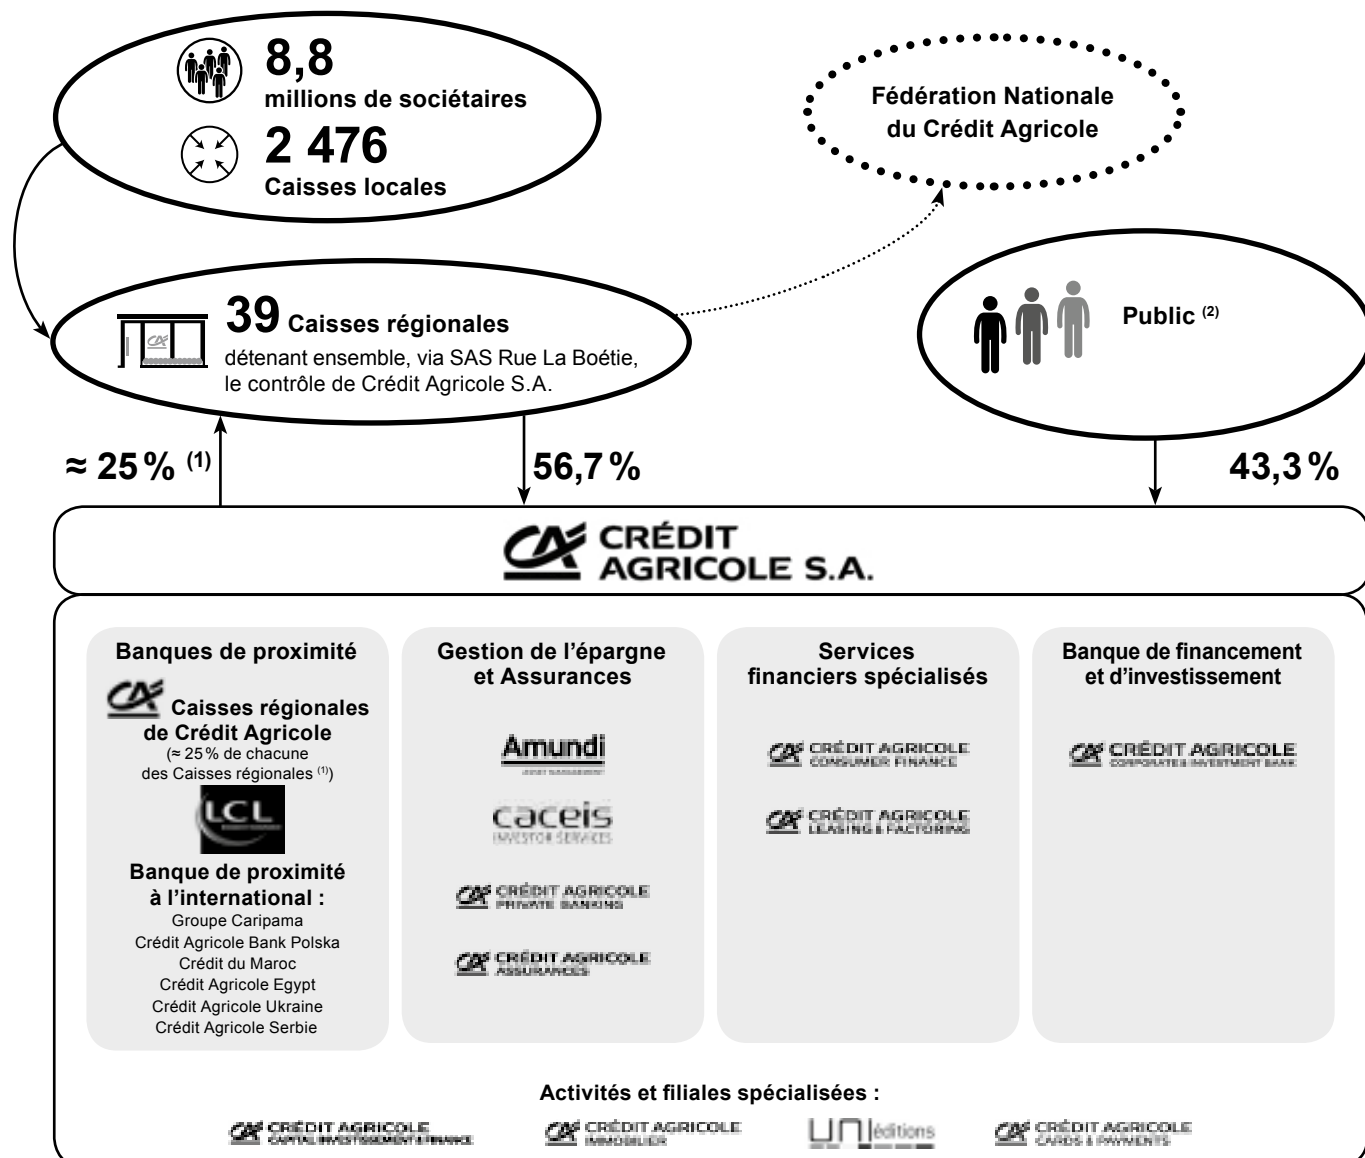 8,8
millions de sociétaires
2 476
Caisses locales
Fédération Nationale
du Crédit Agricole
39 Caisses régionales
détenant ensemble, via SAS Rue La Boétie,
le contrôle de Crédit Agricole S.A.
Public (2)
≈ 25 % (1)
56,7 %
43,3 %
CRÉDIT
AGRICOLE S.A.
Banques de proximité
Caisses régionales
de Crédit Agricole
(≈ 25 % de chacune
des Caisses régionales (1))
LCL
Banque de proximité
à l'international :
Groupe Caripama
Crédit Agricole Bank Polska
Crédit du Maroc
Crédit Agricole Egypt
Crédit Agricole Ukraine
Crédit Agricole Serbie
Gestion de l'épargne
et Assurances
Amundi
ASSET MANAGEMENT
caceis
INVESTOR SERVICES
CRÉDIT AGRICOLE
PRIVATE BANKING
CRÉDIT AGRICOLE
ASSURANCES
Services
financiers spécialisés
CRÉDIT AGRICOLE
CONSUMER FINANCE
CRÉDIT AGRICOLE
LEASING & FACTORING
Banque de financement
et d'investissement
CRÉDIT AGRICOLE
CORPORATE & INVESTMENT BANK
Activités et filiales spécialisées :
CRÉDIT AGRICOLE
CAPITAL INVESTISSEMENT & FINANCE
CRÉDIT AGRICOLE
IMMOBILIER
UNI éditions
CRÉDIT AGRICOLE
CARDS & PAYMENTS